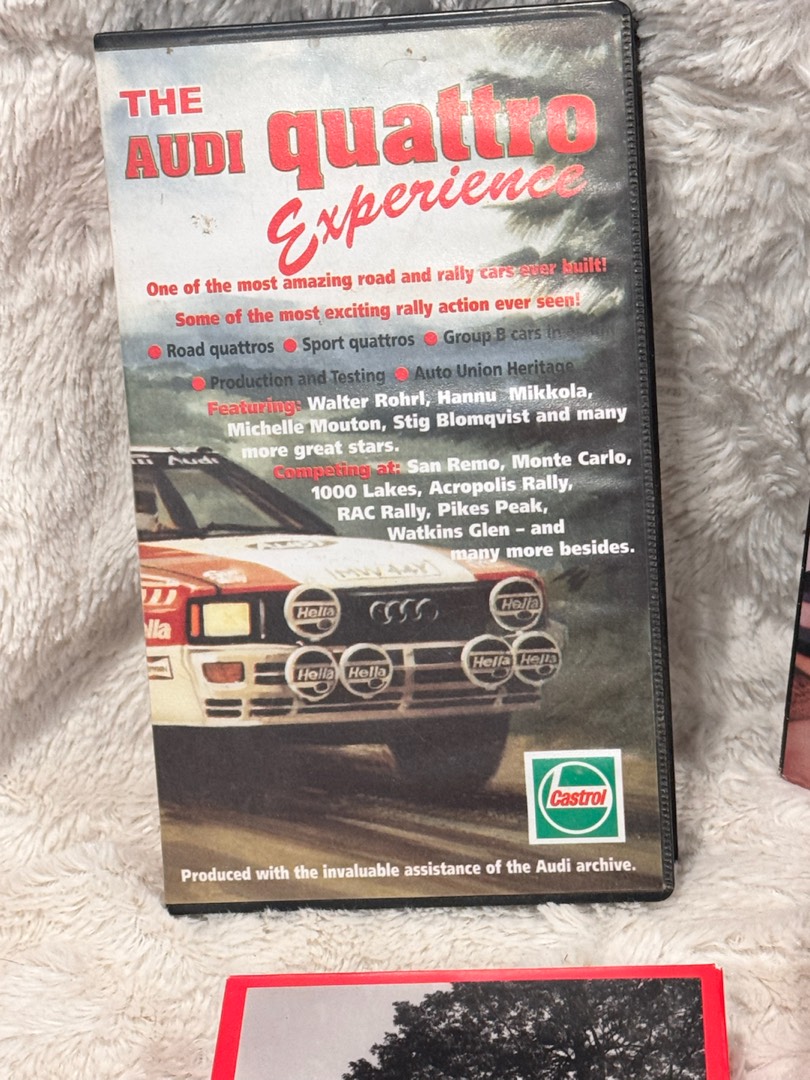 THE
AUDI quattro
Experience
One of the most amazing road and rally cars ever built!
Some of the most exciting rally action ever seen!
● Road quattros ● Sport quattros ● Group B cars in
● Production and Testing ● Auto Union Heritage
Featuring: Walter Rohrl, Hannu Mikkola,
Michelle Mouton, Stig Blomqvist and many
more great stars.
Competing at: San Remo, Monte Carlo,
1000 Lakes, Acropolis Rally,
RAC Rally, Pikes Peak,
Watkins Glen – and
many more besides.
Audi
Hella
Hella
Hella
Hella
Hella
Hella
Castrol
Produced with the invaluable assistance of the Audi archive.